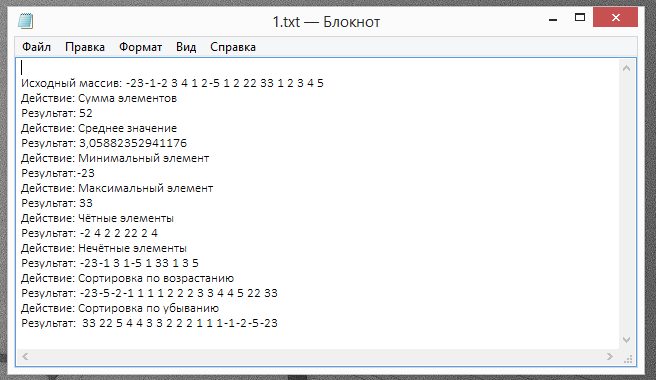 1.txt — Блокнот
Файл Правка Формат Вид Справка
Исходный массив: -23-1-2 3 4 1 2-5 1 2 22 33 1 2 3 4 5
Действие: Сумма элементов
Результат: 52
Действие: Среднее значение
Результат: 3,05882352941176
Действие: Минимальный элемент
Результат:-23
Действие: Максимальный элемент
Результат: 33
Действие: Чётные элементы
Результат: -2 4 2 2 22 2 4
Действие: Нечётные элементы
Результат: -23-1 3 1-5 1 33 1 3 5
Действие: Сортировка по возрастанию
Результат: -23-5-2-1 1 1 1 2 2 2 3 3 4 4 5 22 33
Действие: Сортировка по убыванию
Результат:  33 22 5 4 4 3 3 2 2 2 1 1 1-1-2-5-23